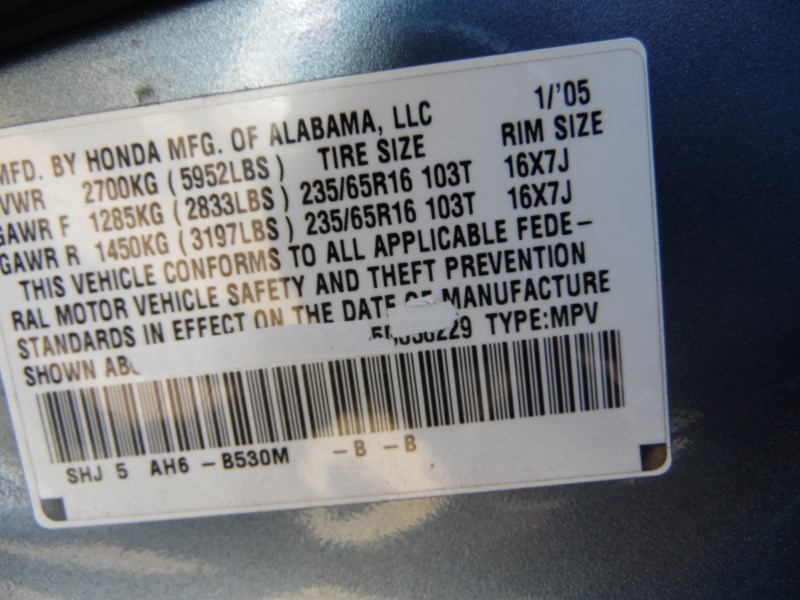 1/'05
MFD. BY HONDA MFG. OF ALABAMA, LLC
TIRE SIZE RIM SIZE
VWR 2700KG (5952LBS)
GAWR F 1285KG (2833LBS) 235/65R16 103T 16X7J
GAWR R 1450KG (3197LBS) 235/65R16 103T 16X7J
THIS VEHICLE CONFORMS TO ALL APPLICABLE FEDE-
RAL MOTOR VEHICLE SAFETY AND THEFT PREVENTION
STANDARDS IN EFFECT ON THE DATE OF MANUFACTURE
SHOWN TYPE:MPV
SHJ 5 AH6 -B530M -B -B